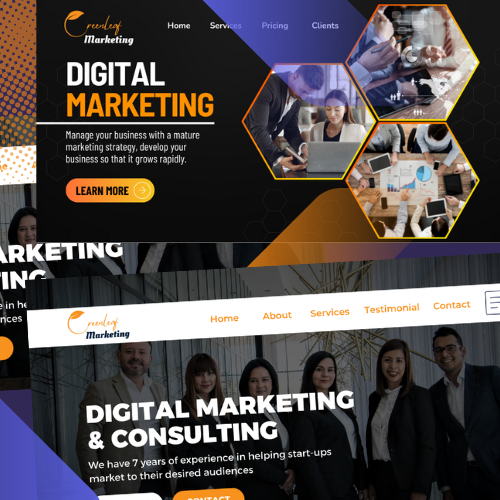 Greenleaf
Marketing
Home Services Pricing Clients
DIGITAL
MARKETING
Manage your business with a mature
marketing strategy, develop your
business so that it grows rapidly.
LEARN MORE
ARKETING
TING
e in he
nces
Greenleaf
Marketing
Home About Services Testimonial Contact
DIGITAL MARKETING
& CONSULTING
We have 7 years of experience in helping start-ups
market to their desired audiences
CONTACT